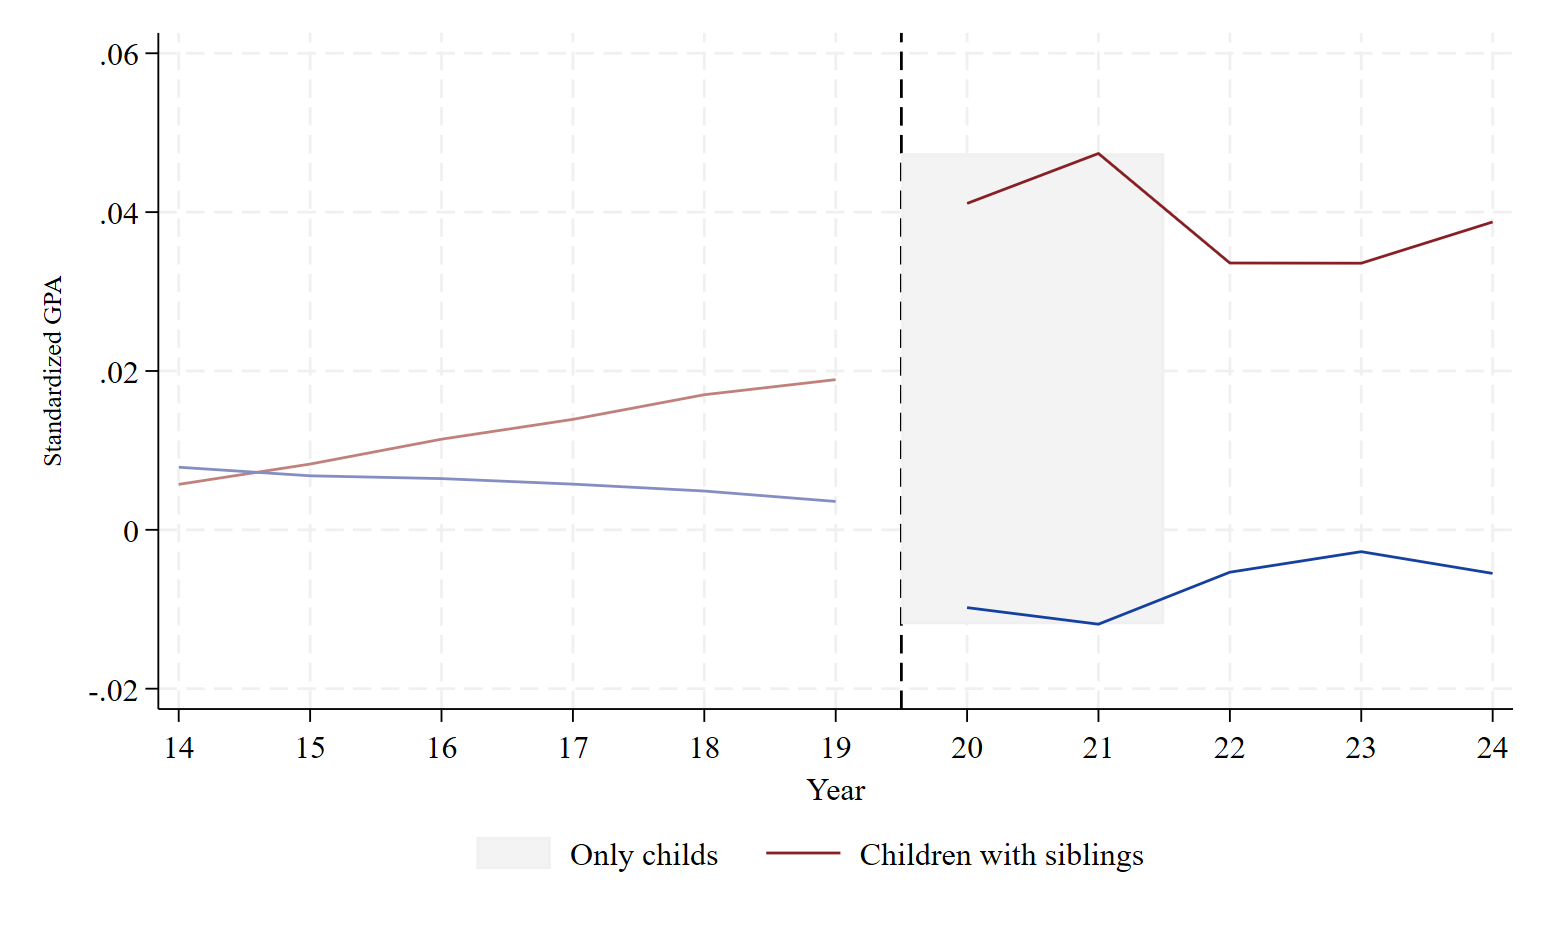 .06
.04
.02
0
-.02
Standardized GPA
14 15 16 17 18 19 20 21 22 23 24
Year
Only childs Children with siblings